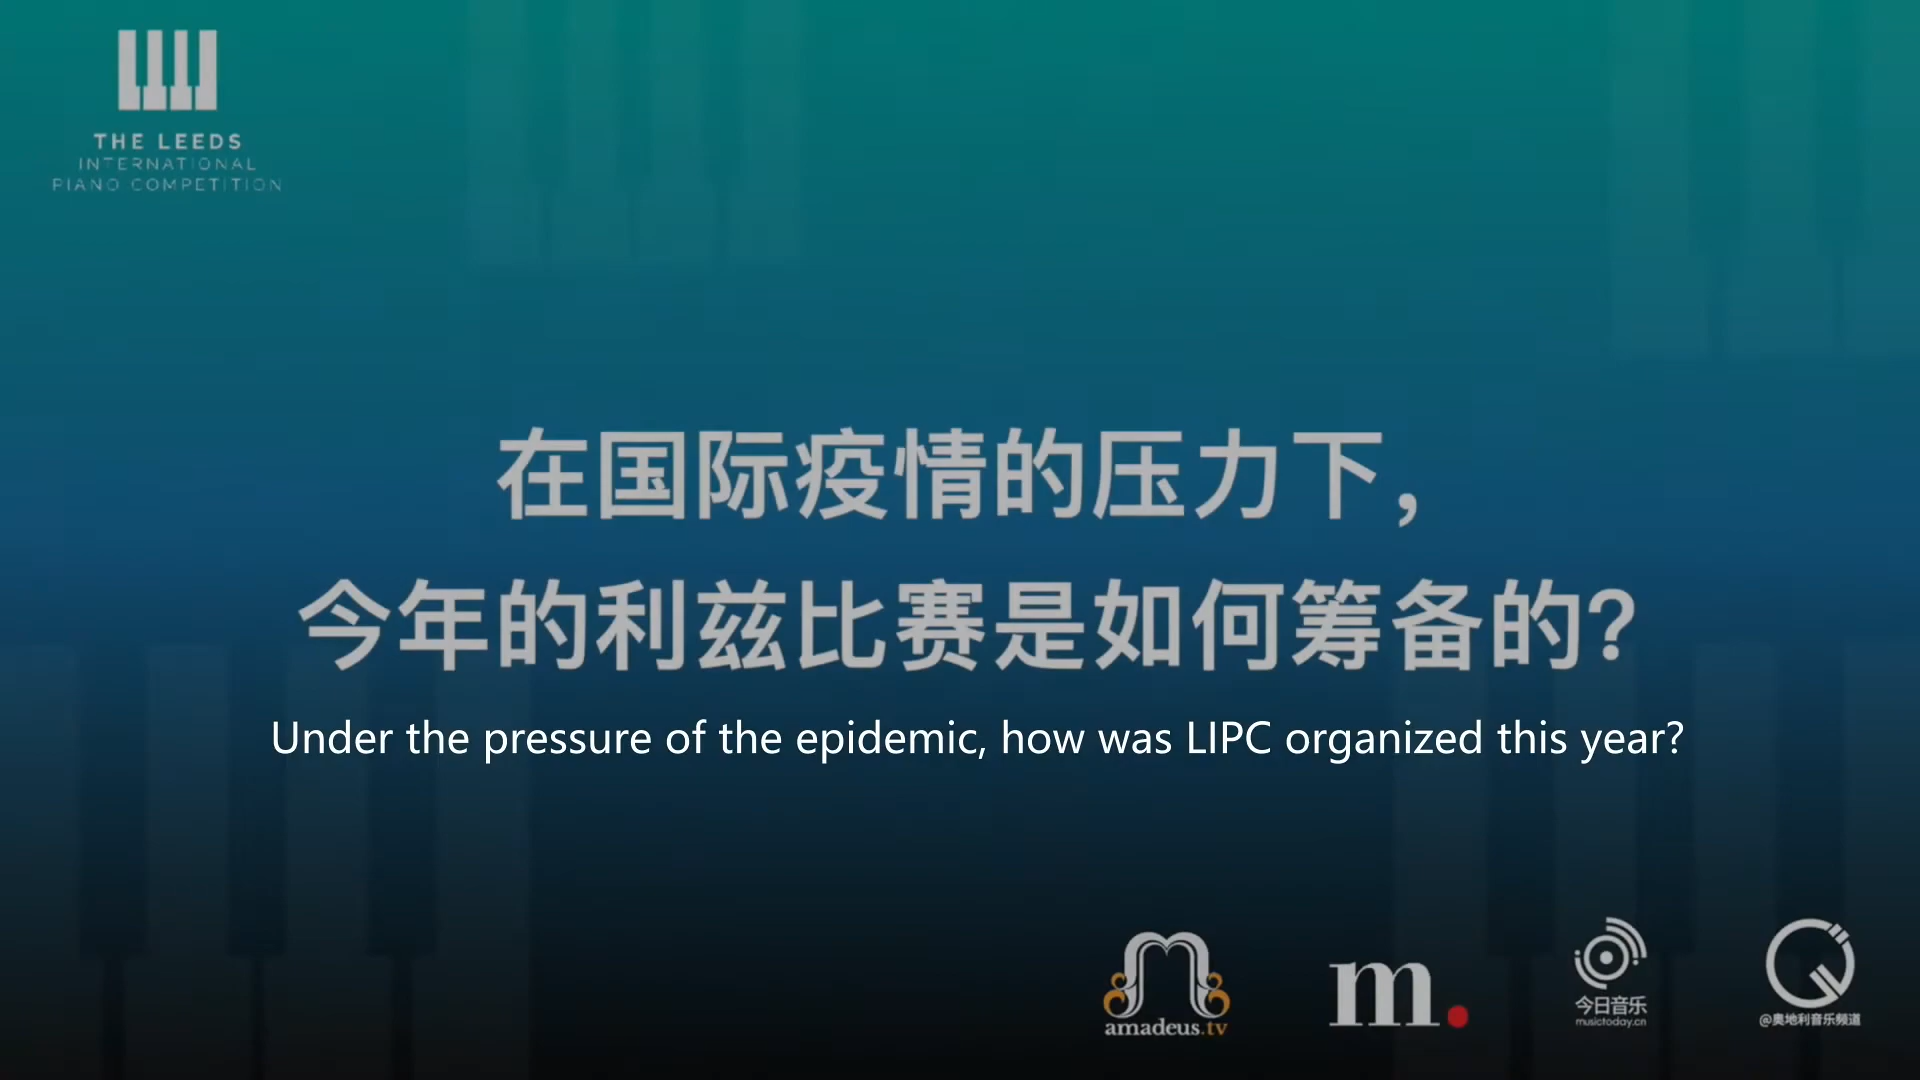 THE LEEDS
INTERNATIONAL
PIANO COMPETITION
在国际疫情的压力下，
今年的利兹比赛是如何筹备的？
Under the pressure of the epidemic, how was LIPC organized this year?
amadeus.tv
m.
今日音乐
musictoday.cn
@奥地利音乐频道